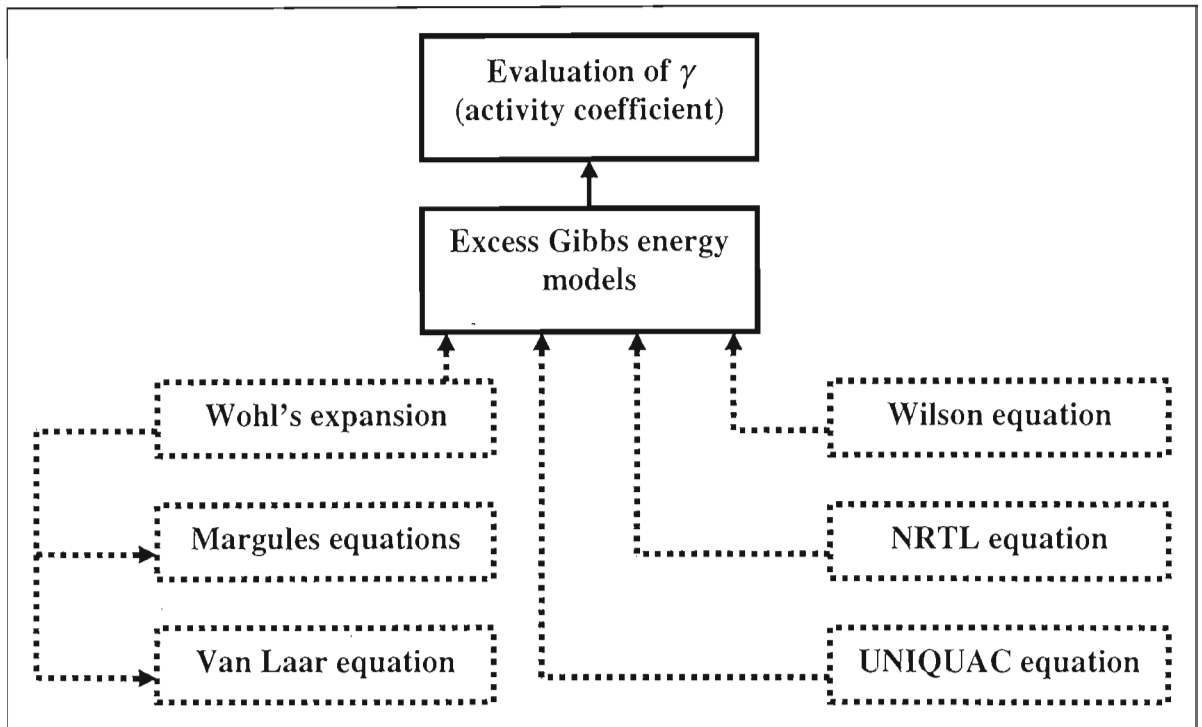 Evaluation of γ
(activity coefficient)
Excess Gibbs energy
models
Wohl's expansion
Margules equations
Van Laar equation
Wilson equation
NRTL equation
UNIQUAC equation